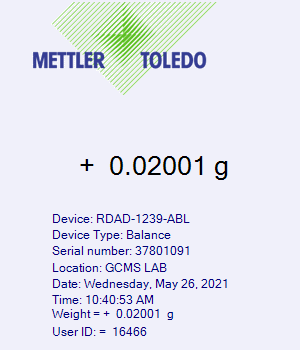 METTLER TOLEDO
+ 0.02001 g
Device: RDAD-1239-ABL
Device Type: Balance
Serial number: 37801091
Location: GCMS LAB
Date: Wednesday, May 26, 2021
Time: 10:40:53 AM
Weight = + 0.02001 g
User ID: = 16466